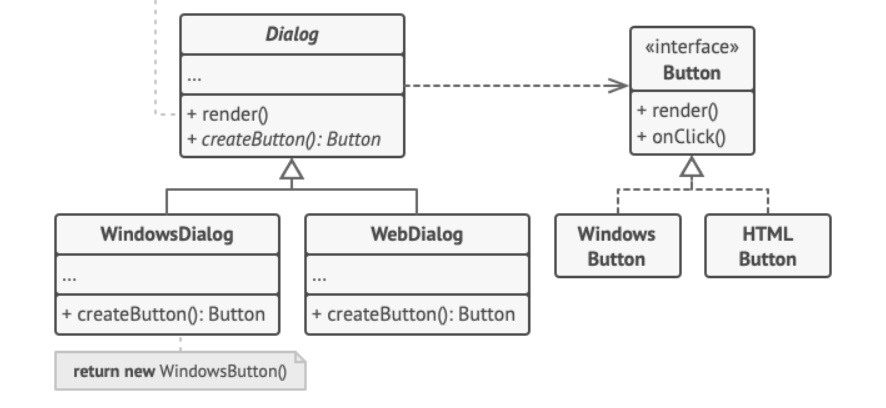 Dialog
...
+ render()
+ createButton(): Button
«interface»
Button
+ render()
+ onClick()
WindowsDialog
...
+ createButton(): Button
WebDialog
...
+ createButton(): Button
Windows
Button
HTML
Button
return new WindowsButton()